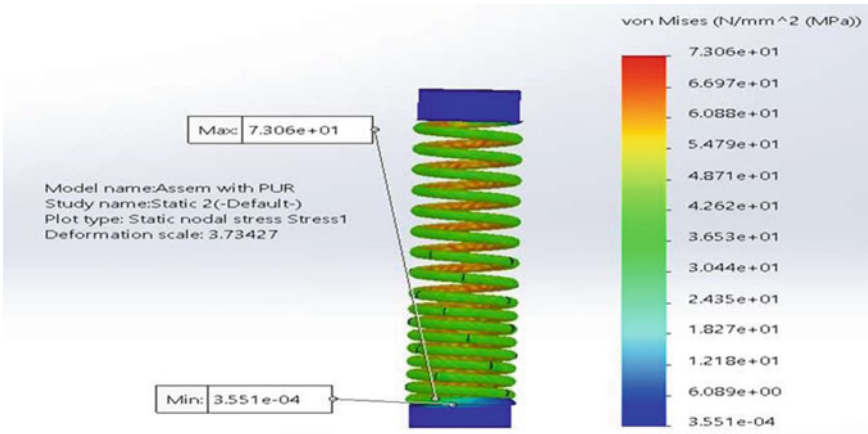 von Mises (N/mm^2 (MPa))
7.306e+01
6.697e+01
6.088e+01
5.479e+01
4.871e+01
4.262e+01
3.653e+01
3.044e+01
2.435e+01
1.827e+01
1.218e+01
6.089e+00
3.551e-04
Max: 7.306e+01
Model name:Assem with PUR
Study name:Static 2(-Default-)
Plot type: Static nodal stress Stress1
Deformation scale: 3.73427
Min: 3.551e-04